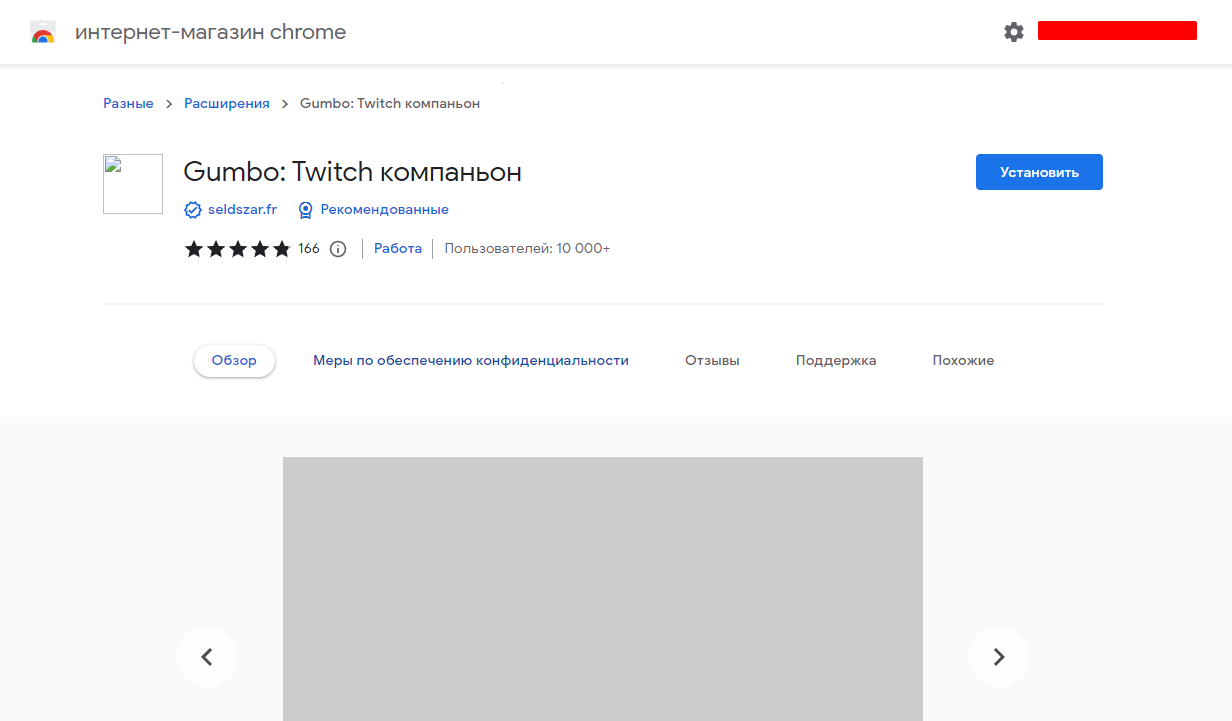 интернет-магазин chrome
Разные > Расширения > Gumbo: Twitch компаньон
Gumbo: Twitch компаньон
Установить
seldszar.fr Рекомендованные
166 Работа Пользователей: 10 000+
Обзор Меры по обеспечению конфиденциальности Отзывы Поддержка Похожие